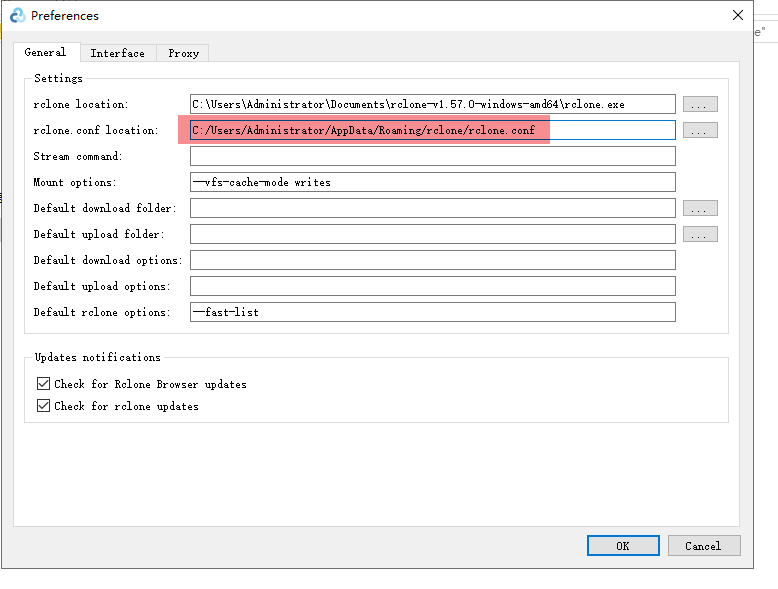 Preferences
e"
General Interface Proxy
Settings
rclone location: C:\Users\Administrator\Documents\rclone-v1.57.0-windows-amd64\rclone.exe ...
rclone.conf location: C:/Users/Administrator/AppData/Roaming/rclone/rclone.conf ...
Stream command:
Mount options: --vfs-cache-mode writes
Default download folder: ...
Default upload folder: ...
Default download options:
Default upload options:
Default rclone options: --fast-list
Updates notifications
Check for Rclone Browser updates
Check for rclone updates
OK Cancel